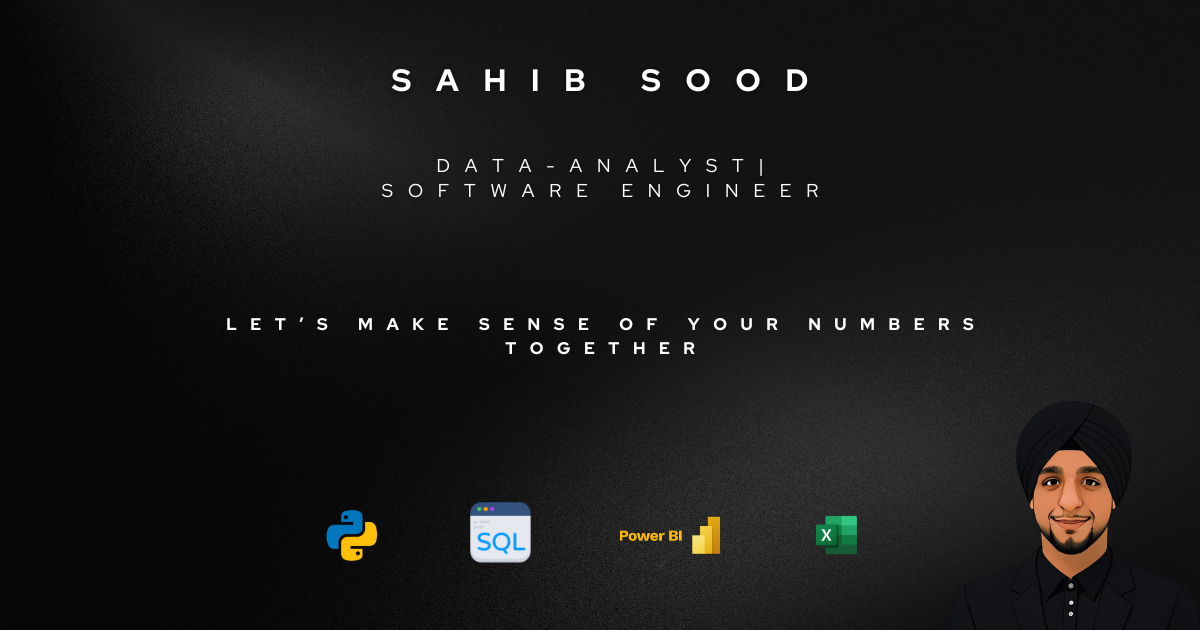 SAHIB SOOD
DATA-ANALYST|
SOFTWARE ENGINEER
LET'S MAKE SENSE OF YOUR NUMBERS
TOGETHER
SQL
Power BI
X